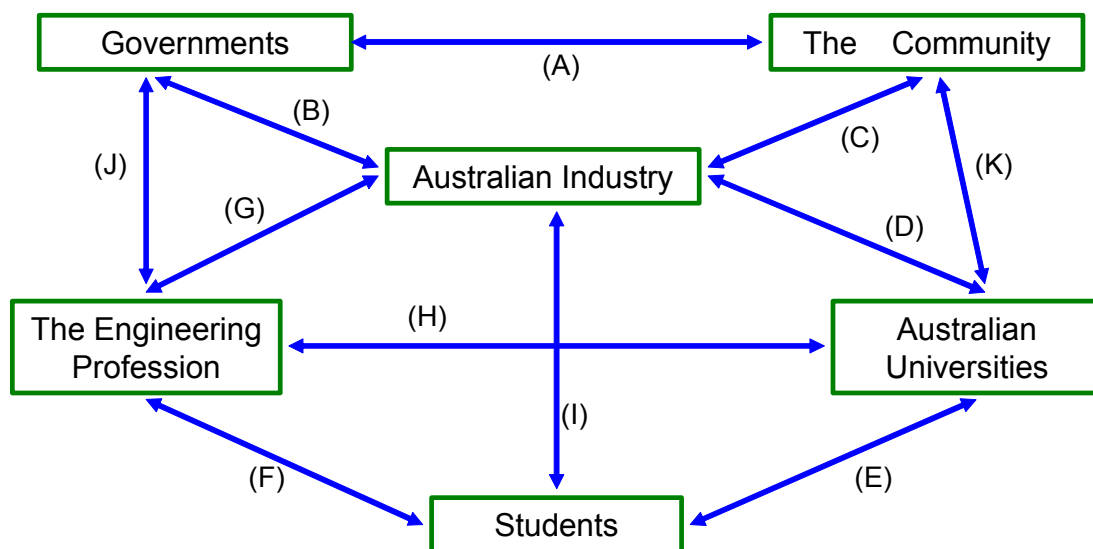 Governments
The Community
(A)
(B)
(C)
(J)
Australian Industry
(K)
(G)
(D)
The Engineering
Profession
(H)
Australian
Universities
(I)
(F)
(E)
Students